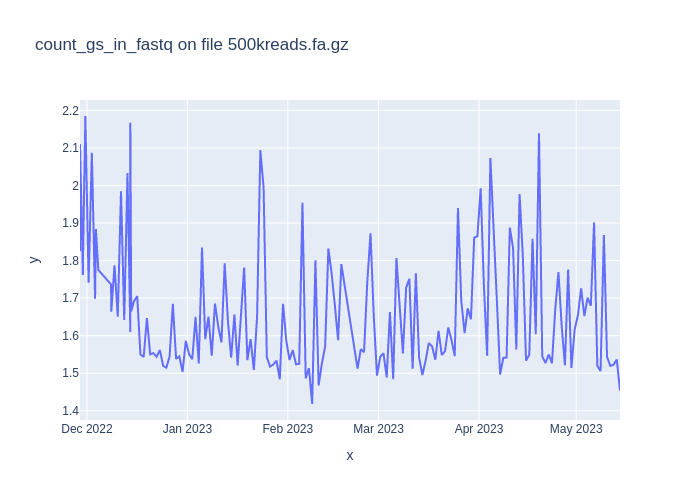 count_gs_in_fastq on file 500kreads.fa.gz
y
2.2
2.1
2
1.9
1.8
1.7
1.6
1.5
1.4
Dec 2022 Jan 2023 Feb 2023 Mar 2023 Apr 2023 May 2023
x